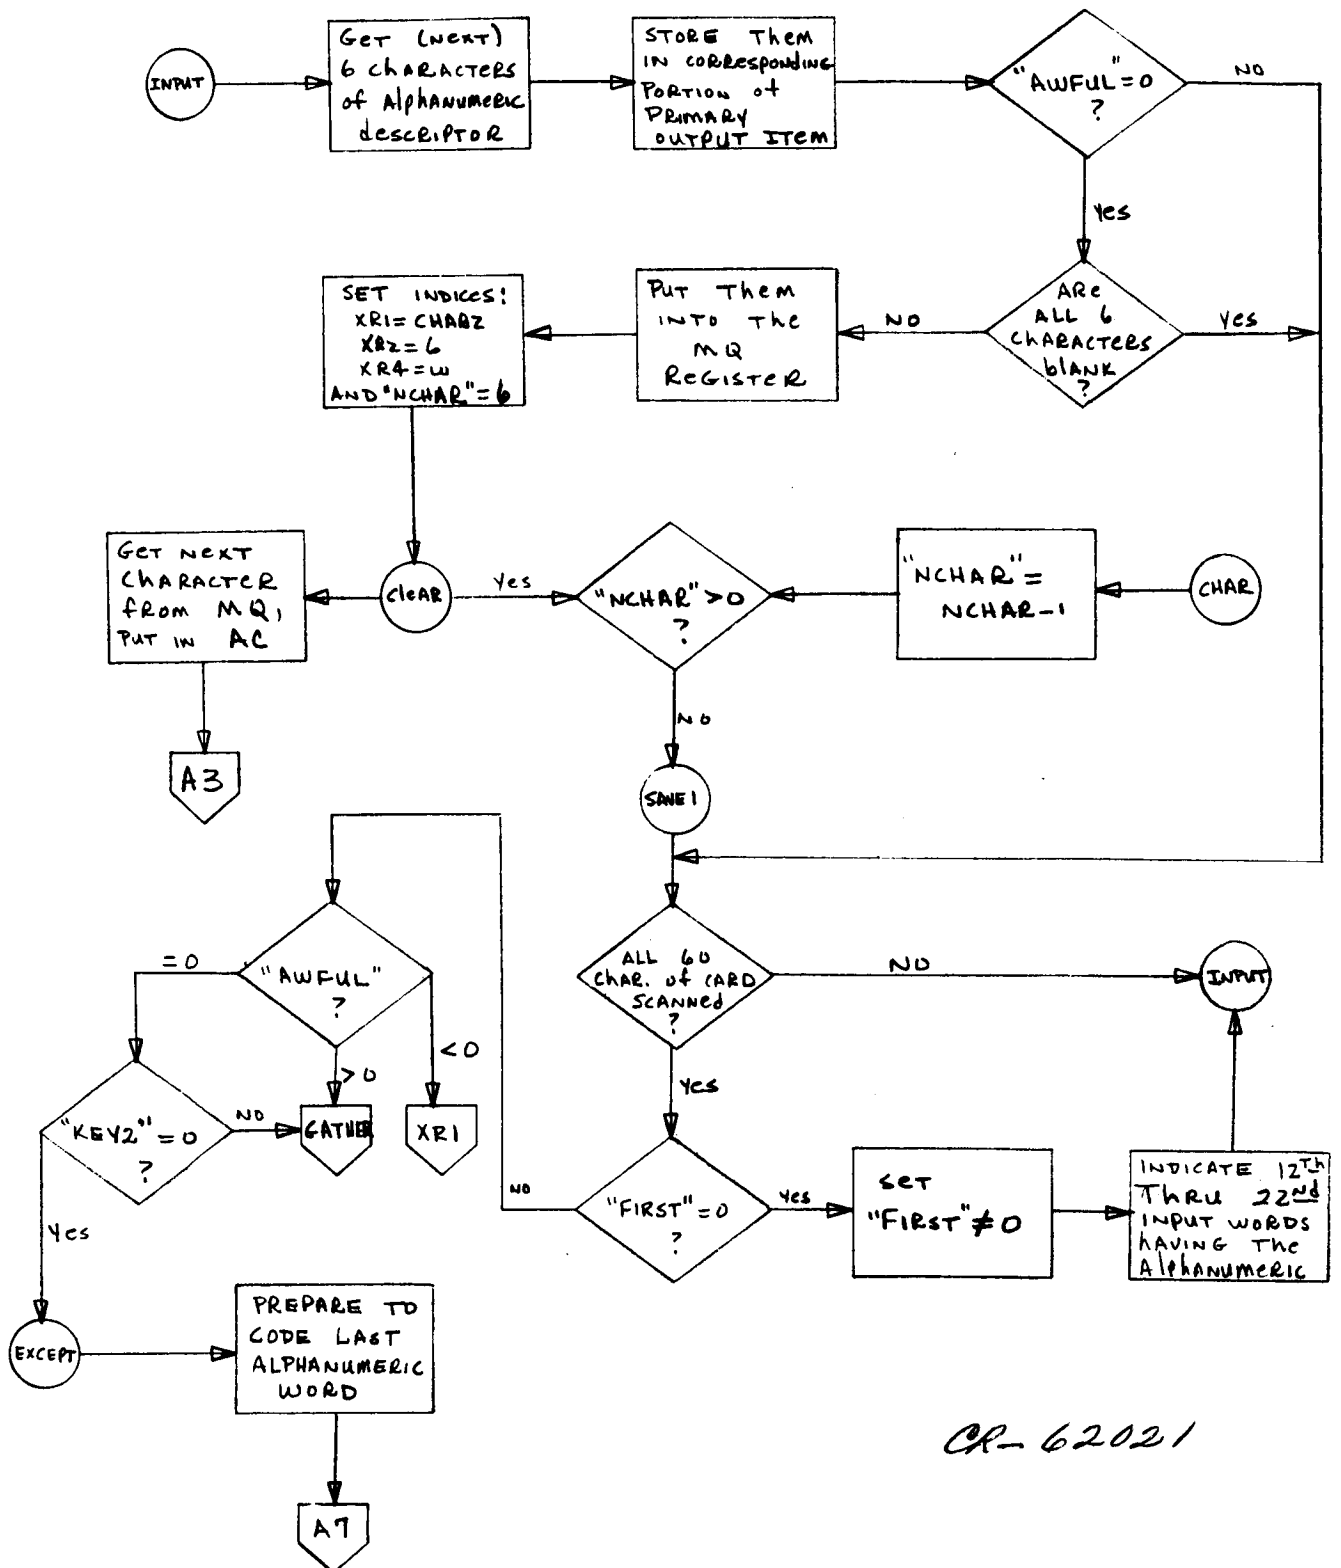 INPUT
GET (NEXT)
6 CHARACTERS
of AlphANUMERIC
descRIPTOR
STORE Them
IN CORRESPONDING
PORTION of
PRIMARY
OUTPUT ITEM
"AWFUL"=0
?
NO
Yes
ARe
ALL 6
CHARACTERS
blANK
?
Yes
NO
PUT Them
INTO The
MQ
ReGISTER
SET INDICes:
XR1=CHARZ
XR2=6
XR4=W
AND "NCHAR"=6
GeT NeXT
ChARACTER
fROM MQ,
PUT IN AC
CleAR
Yes
"NCHAR">0
?
"NCHAR"=
NCHAR-1
CHAR
NO
A3
SANE1
"AWFUL"
?
=0
>0
<0
ALL 60
ChAR. of CARD
SCANNed
?
NO
INPUT
Yes
"KEY2"=0
?
NO
GATHER
XR1
Yes
"FIRST"=0
?
NO
Yes
SeT
"FIRST"≠0
INDICATE 12Th
THRU 22Nd
INPUT WORDS
hAVING The
AlphANUMERIC
EXCEPT
PREPARE TO
CODE LAST
ALPHANUMERIC
WORD
A7
CR-62021